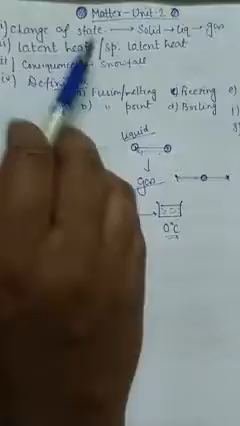 Matter - Unit-2
i) change of state → Solid → Liq → gas
ii) latent heat / sp. latent heat
iii) Consequences Snowfall
iv) Defin a) Fusion/melting c) Freezing e)
b) " point d) Boiling
Liquid
gas
0°C